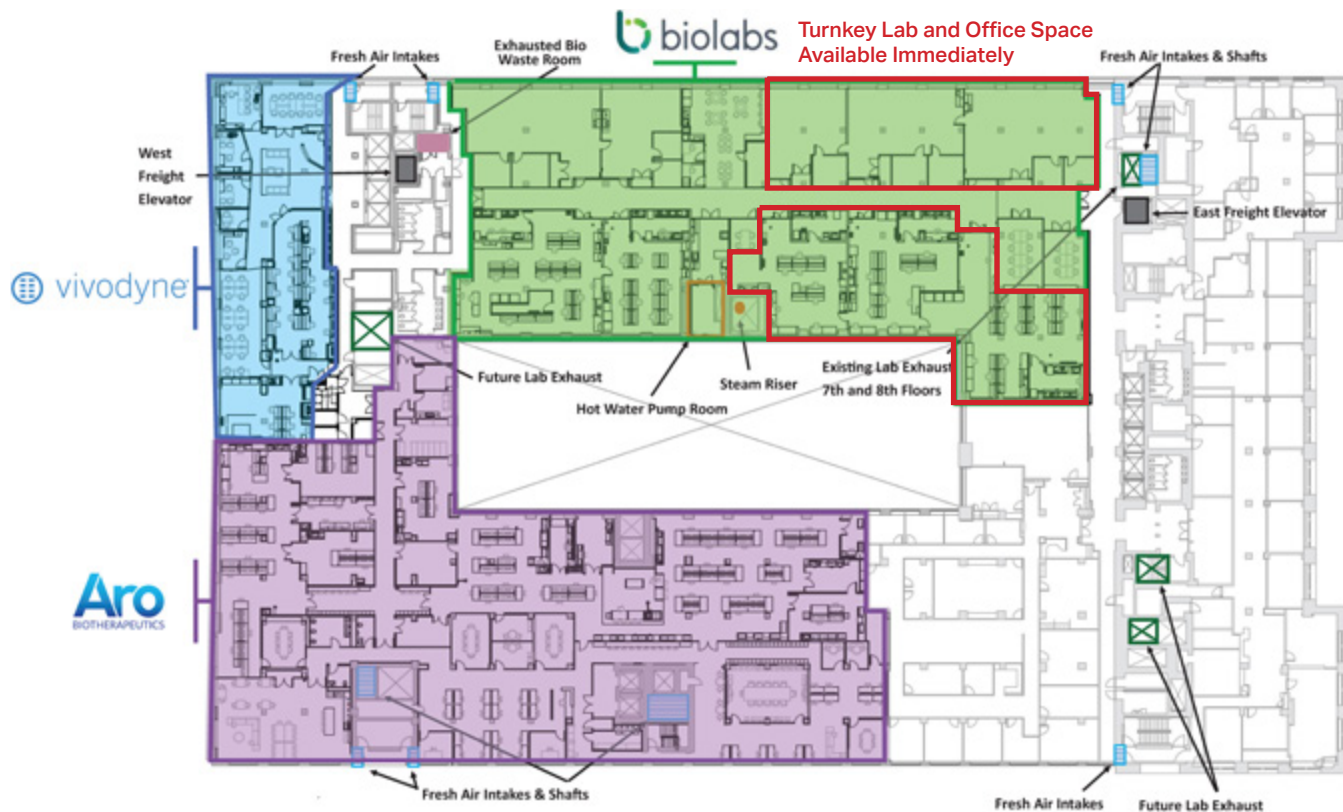 biolabs
Turnkey Lab and Office Space
Available Immediately
Fresh Air Intakes
Exhausted Bio
Waste Room
Fresh Air Intakes & Shafts
West
Freight
Elevator
East Freight Elevator
vivodyne
Future Lab Exhaust
Steam Riser
Existing Lab Exhaust
7th and 8th Floors
Hot Water Pump Room
Aro
BIOTHERAPEUTICS
Fresh Air Intakes & Shafts
Fresh Air Intakes
Future Lab Exhaust